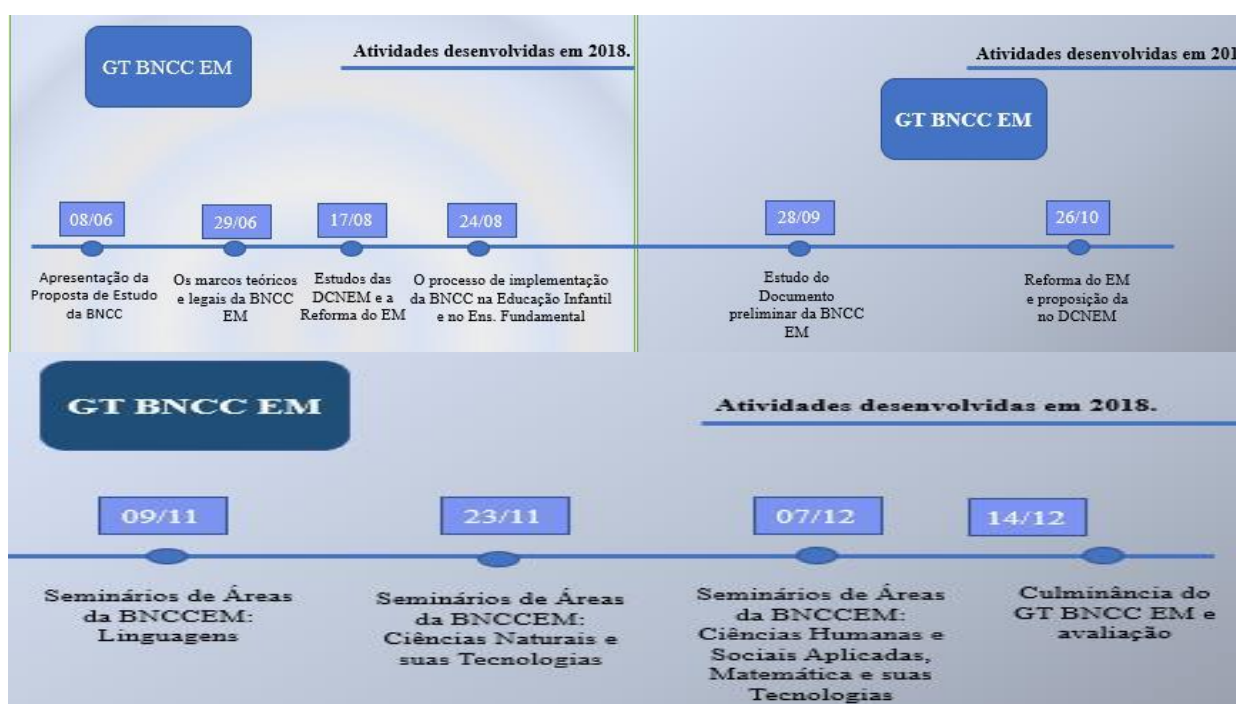 GT BNCC EM
Atividades desenvolvidas em 2018.
08/06
Apresentação da
Proposta de Estudo
da BNCC
29/06
Os marcos teóricos
e legais da BNCC
EM
17/08
Estudos das
DCNEM e a
Reforma do EM
24/08
O processo de implementação
da BNCC na Educação Infantil
e no Ens. Fundamental
Atividades desenvolvidas em 201
GT BNCC EM
28/09
Estudo do
Documento
preliminar da BNCC
EM
26/10
Reforma do EM
e proposição da
no DCNEM
GT BNCC EM
Atividades desenvolvidas em 2018.
09/11
Seminários de Áreas
da BNCCEM:
Linguagens
23/11
Seminários de Áreas
da BNCCEM:
Ciências Naturais e
suas Tecnologias
07/12
Seminários de Áreas
da BNCCEM:
Ciências Humanas e
Sociais Aplicadas,
Matemática e suas
Tecnologias
14/12
Culminância do
GT BNCC EM e
avaliação